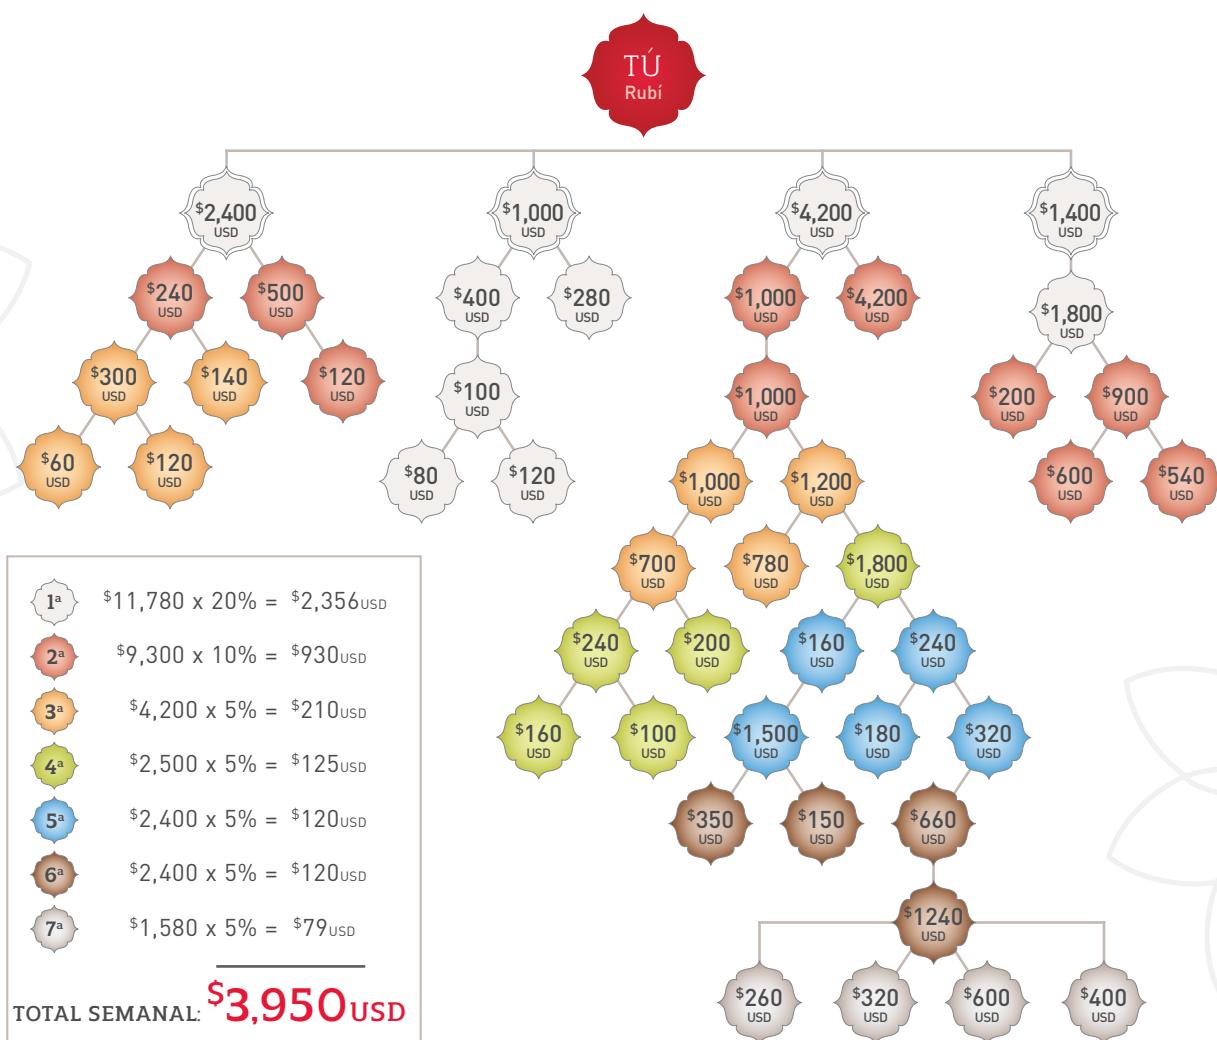 TÚ
Rubí
$2,400 USD
$1,000 USD
$4,200 USD
$1,400 USD
$240 USD
$500 USD
$400 USD
$280 USD
$1,000 USD
$4,200 USD
$1,800 USD
$300 USD
$140 USD
$120 USD
$100 USD
$1,000 USD
$200 USD
$900 USD
$60 USD
$120 USD
$80 USD
$120 USD
$1,000 USD
$1,200 USD
$600 USD
$540 USD
$700 USD
$780 USD
$1,800 USD
$240 USD
$200 USD
$160 USD
$240 USD
$160 USD
$100 USD
$1,500 USD
$180 USD
$320 USD
$350 USD
$150 USD
$660 USD
$1240 USD
$260 USD
$320 USD
$600 USD
$400 USD
1ª $11,780 x 20% = $2,356USD
2ª $9,300 x 10% = $930USD
3ª $4,200 x 5% = $210USD
4ª $2,500 x 5% = $125USD
5ª $2,400 x 5% = $120USD
6ª $2,400 x 5% = $120USD
7ª $1,580 x 5% = $79USD
TOTAL SEMANAL: $3,950USD